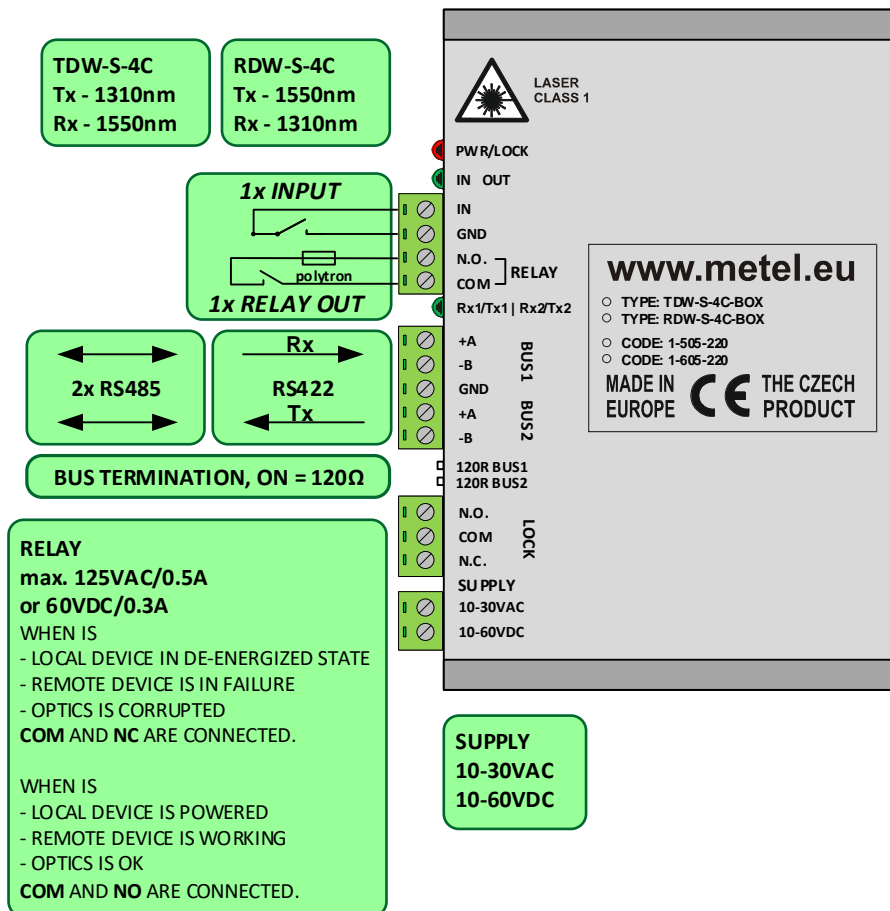 TDW-S-4C
Tx - 1310nm
Rx - 1550nm
RDW-S-4C
Tx - 1550nm
Rx - 1310nm
LASER
CLASS 1
PWR/LOCK
IN OUT
1x INPUT
polytron
1x RELAY OUT
IN
GND
N.O.
COM
RELAY
Rx1/Tx1 | Rx2/Tx2
www.metel.eu
TYPE: TDW-S-4C-BOX
TYPE: RDW-S-4C-BOX
CODE: 1-505-220
CODE: 1-605-220
MADE IN
EUROPE
CE
THE CZECH
PRODUCT
2x RS485
Rx
RS422
Tx
+A
-B
GND
+A
-B
BUS1
BUS2
BUS TERMINATION, ON = 120Ω
120R BUS1
120R BUS2
N.O.
COM
N.C.
LOCK
SUPPLY
10-30VAC
10-60VDC
RELAY
max. 125VAC/0.5A
or 60VDC/0.3A
WHEN IS
- LOCAL DEVICE IN DE-ENERGIZED STATE
- REMOTE DEVICE IS IN FAILURE
- OPTICS IS CORRUPTED
COM AND NC ARE CONNECTED.
WHEN IS
- LOCAL DEVICE IS POWERED
- REMOTE DEVICE IS WORKING
- OPTICS IS OK
COM AND NO ARE CONNECTED.
SUPPLY
10-30VAC
10-60VDC